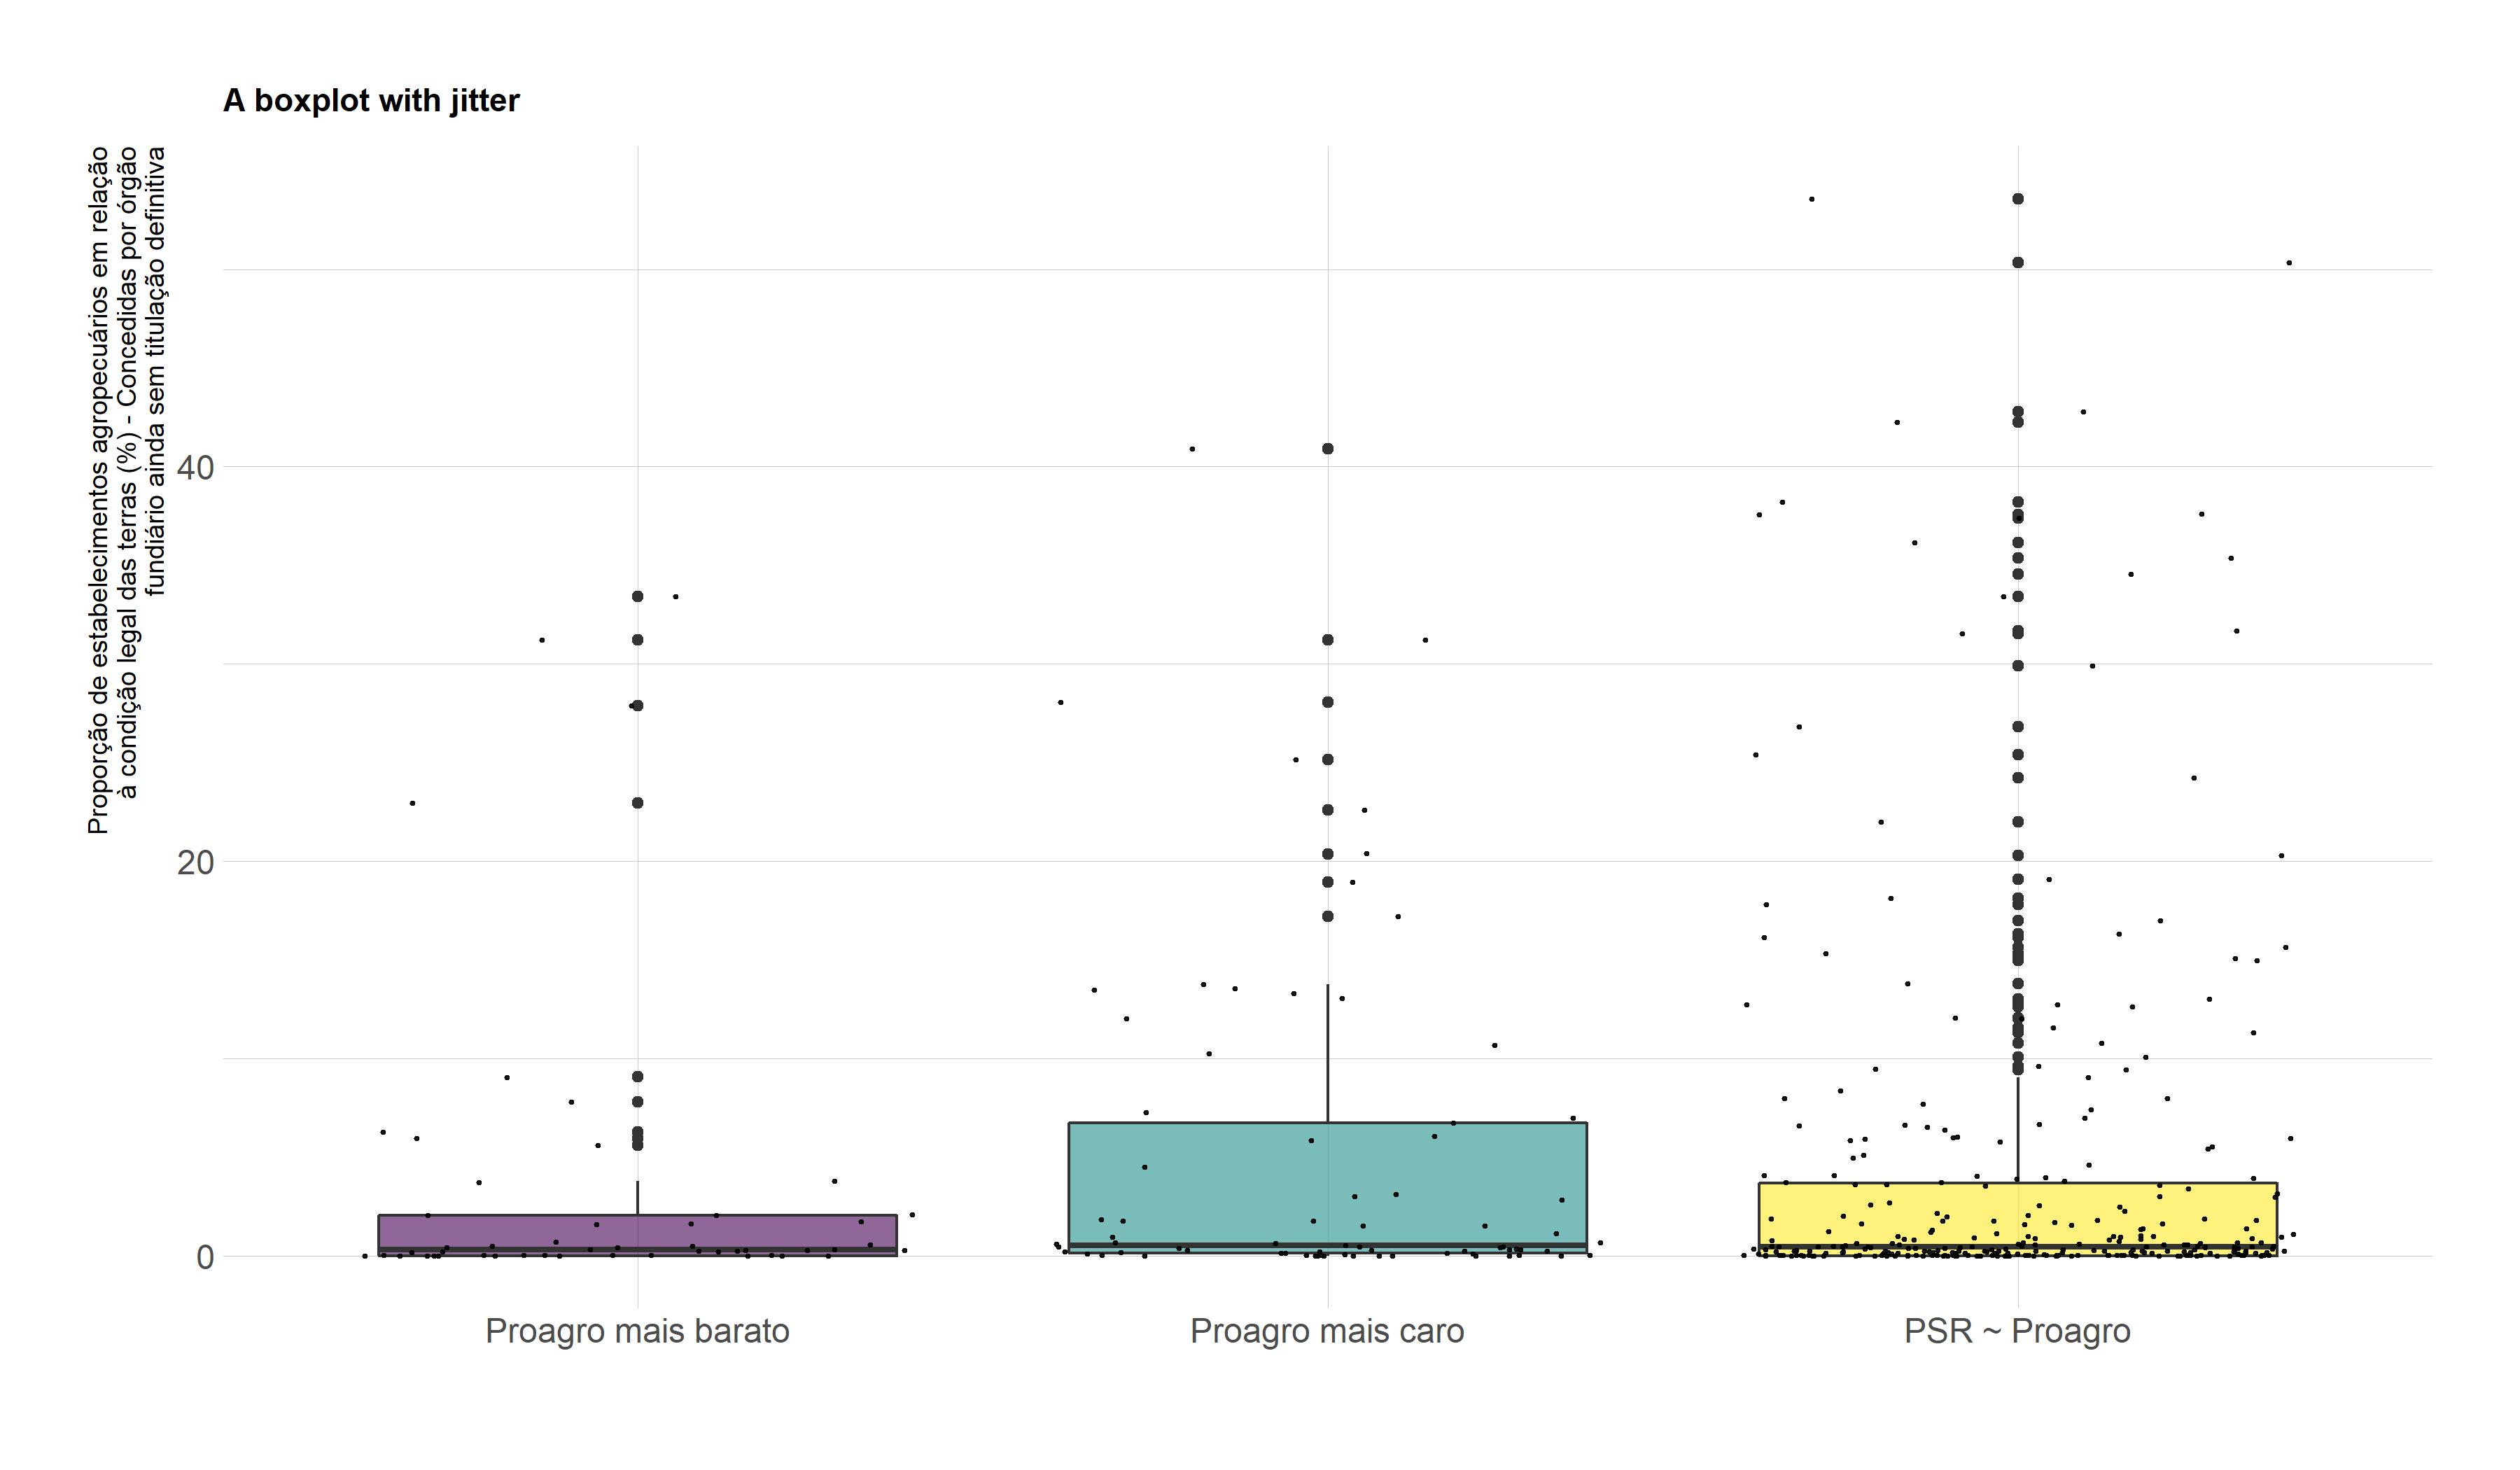 A boxplot with jitter
Proporção de estabelecimentos agropecuários em relação
à condição legal das terras (%) - Concedidas por órgão
fundiário ainda sem titulação definitiva
40
20
0
Proagro mais barato
Proagro mais caro
PSR ~ Proagro